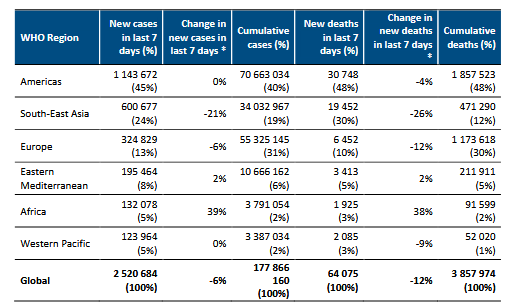 WHO Region New cases in last 7 days (%) Change in new cases in last 7 days * Cumulative cases (%) New deaths in last 7 days (%) Change in new deaths in last 7 days * Cumulative deaths (%)
Americas 1 143 672 (45%) 0% 70 663 034 (40%) 30 748 (48%) -4% 1 857 523 (48%)
South-East Asia 600 677 (24%) -21% 34 032 967 (19%) 19 452 (30%) -26% 471 290 (12%)
Europe 324 829 (13%) -6% 55 325 145 (31%) 6 452 (10%) -12% 1 173 618 (30%)
Eastern Mediterranean 195 464 (8%) 2% 10 666 162 (6%) 3 413 (5%) 2% 211 911 (5%)
Africa 132 078 (5%) 39% 3 791 054 (2%) 1 925 (3%) 38% 91 599 (2%)
Western Pacific 123 964 (5%) 0% 3 387 034 (2%) 2 085 (3%) -9% 52 020 (1%)
Global 2 520 684 (100%) -6% 177 866 160 (100%) 64 075 (100%) -12% 3 857 974 (100%)